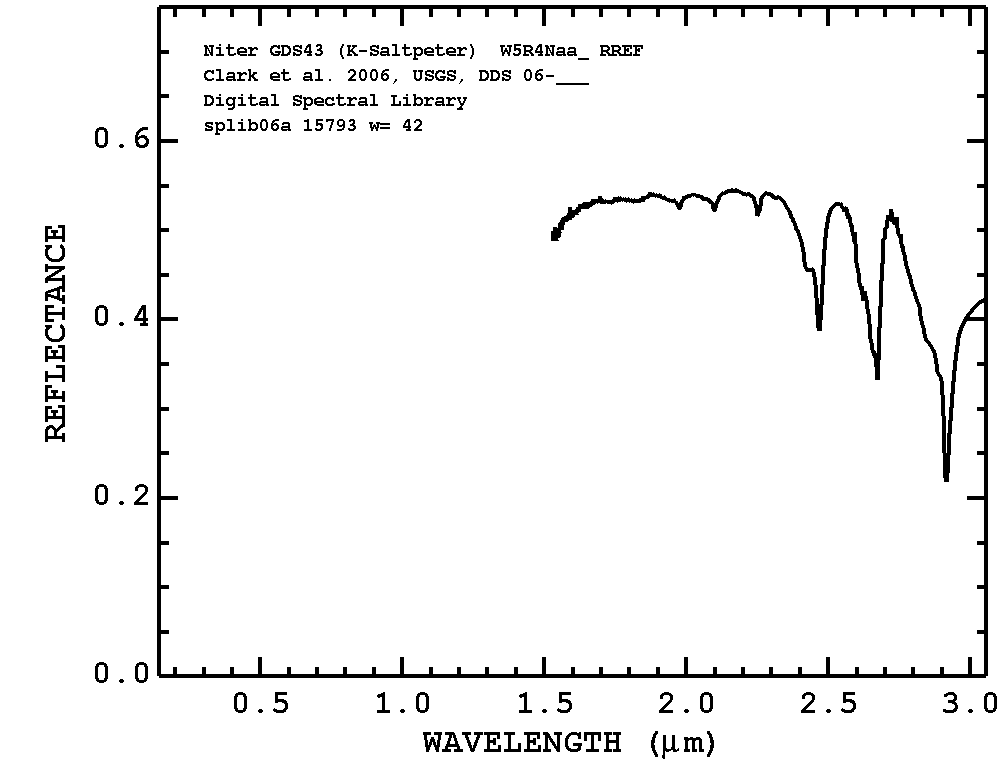 Niter GDS43 (K-Saltpeter) W5R4Naa_ RREF
Clark et al. 2006, USGS, DDS 06-___
Digital Spectral Library
splib06a 15793 w= 42
REFLECTANCE
0.6
0.4
0.2
0.0
0.5 1.0 1.5 2.0 2.5 3.0
WAVELENGTH (μm)